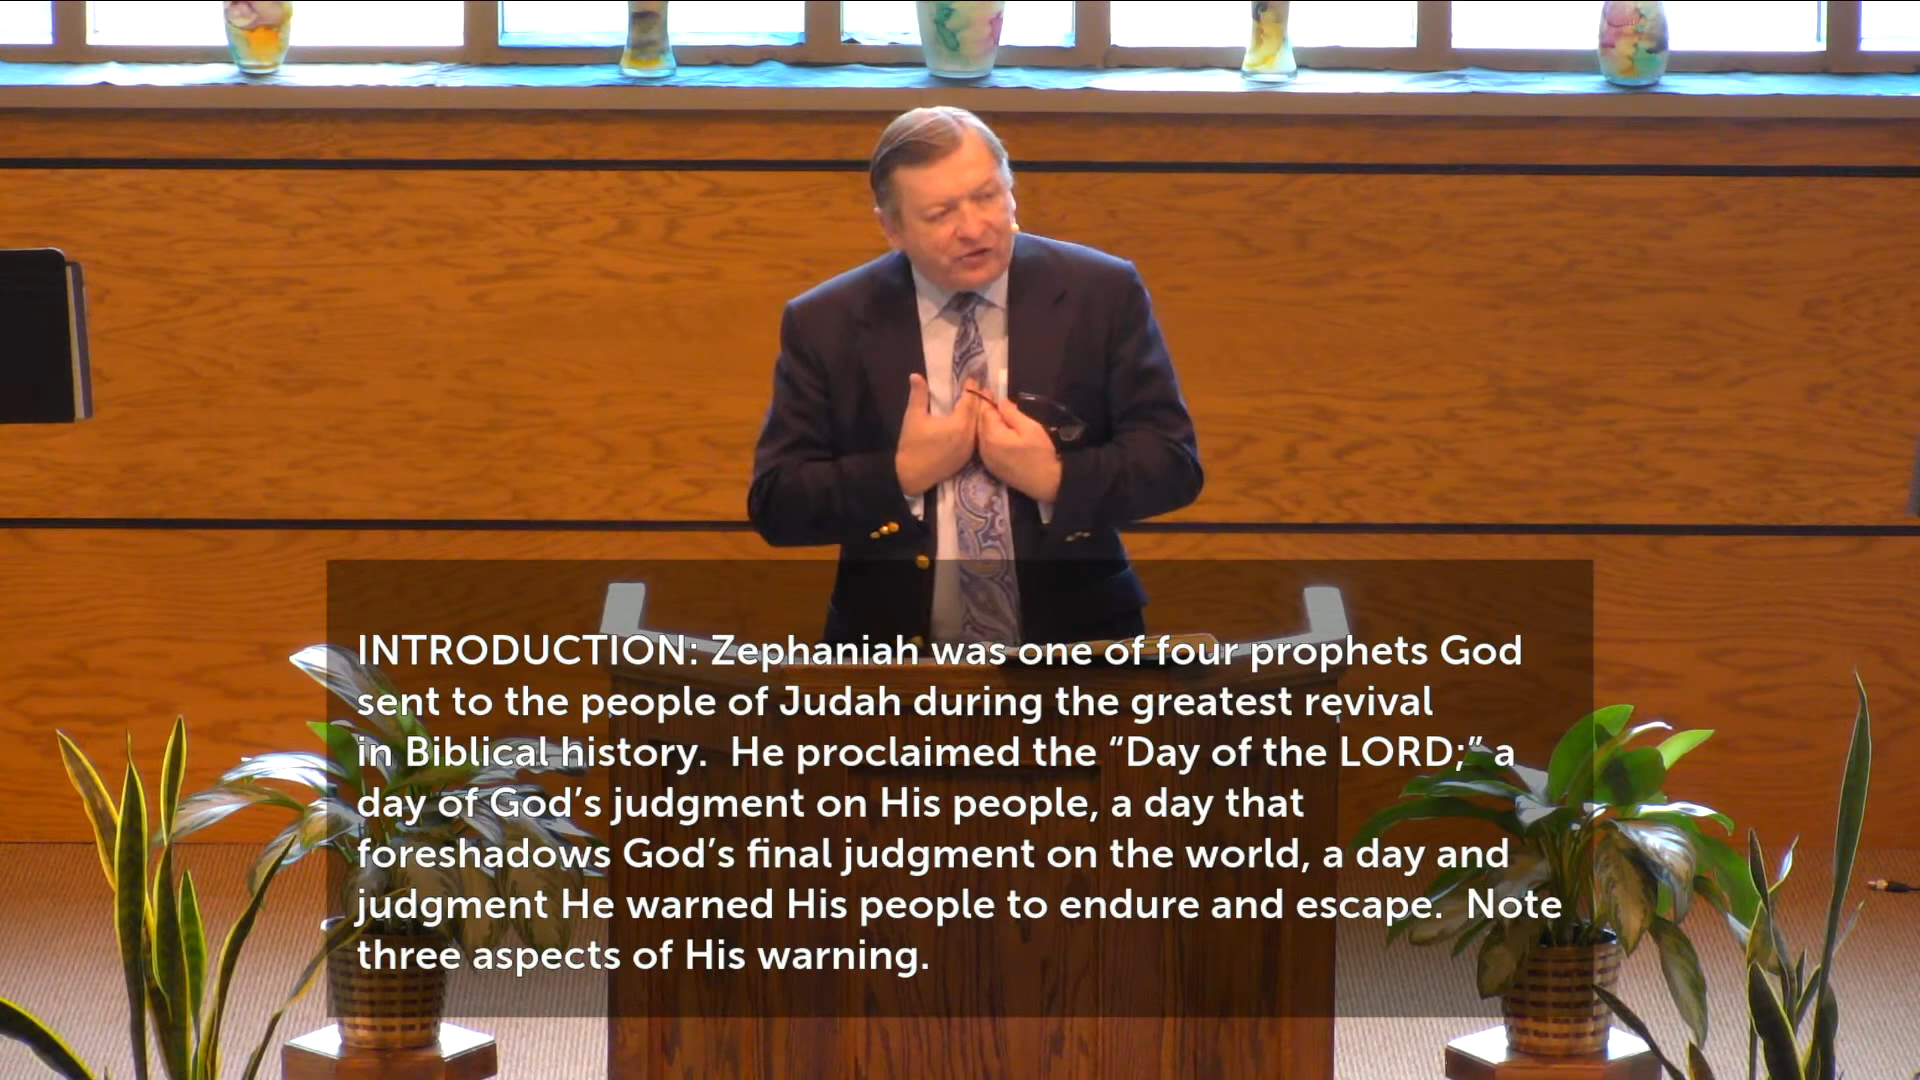 INTRODUCTION: Zephaniah was one of four prophets God
sent to the people of Judah during the greatest revival
in Biblical history.  He proclaimed the “Day of the LORD;” a
day of God’s judgment on His people, a day that
foreshadows God’s final judgment on the world, a day and
judgment He warned His people to endure and escape.  Note
three aspects of His warning.